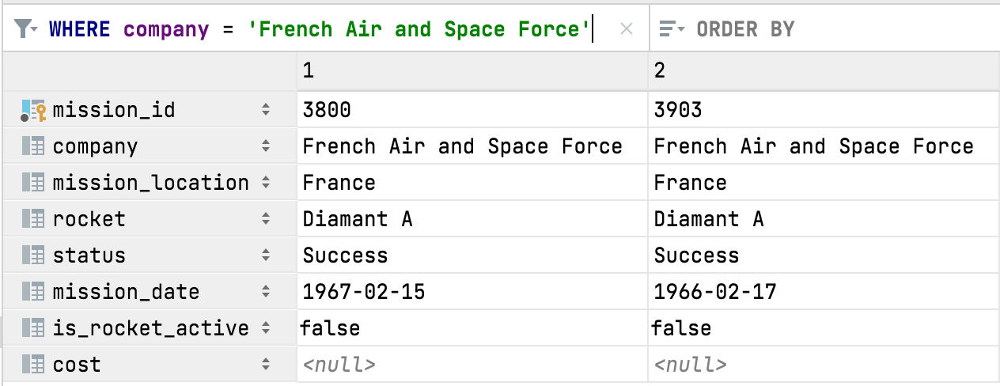 WHERE company = 'French Air and Space Force' ORDER BY
1 2
mission_id 3800 3903
company French Air and Space Force French Air and Space Force
mission_location France France
rocket Diamant A Diamant A
status Success Success
mission_date 1967-02-15 1966-02-17
is_rocket_active false false
cost <null> <null>